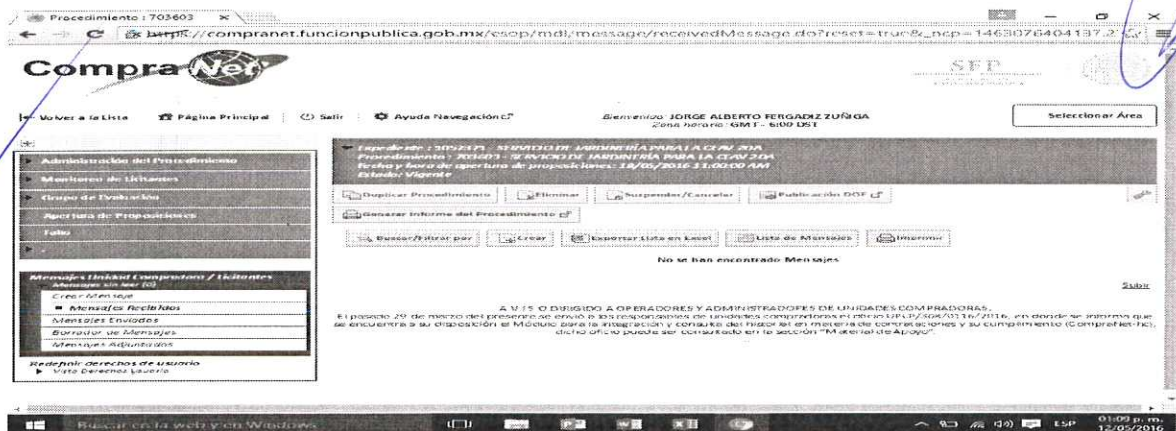 Procedimiento : 703603
https://compranet.funcionpublica.gob.mx/esop/mdl/message/receivedMessage.do?reset=true&_ncp=1463076404137.2
CompraNet
SFP
Volver a la Lista Página Principal Salir Ayuda Navegación
Bienvenido JORGE ALBERTO FERGADIZ ZUÑIGA
Zona horaria GMT - 6:00 DST
Seleccionar Área
Administración del Procedimiento
Monitoreo de Licitantes
Grupo de Evaluación
Apertura de Proposiciones
Fallo
Mensajes Unidad Compradora / Licitantes
Mensajes sin leer (0)
Crear Mensaje
Mensajes Recibidos
Mensajes Enviados
Borrador de Mensajes
Mensajes Adjuntados
Redefinir derechos de usuario
Vista Derechos Usuario
Expediente : 1052375 - SERVICIO DE JARDINERÍA PARA LA CEAV 2DA
Procedimiento : 703603 - SERVICIO DE JARDINERÍA PARA LA CEAV 2DA
Fecha y hora de apertura de proposiciones: 18/05/2016 11:00:00 AM
Estado: Vigente
Duplicar Procedimiento Eliminar Suspender/Cancelar Publicación DOF
Generar Informe del Procedimiento
Buscar/Filtrar por Crear Exportar Lista en Excel Lista de Mensajes Imprimir
No se han encontrado Mensajes
Subir
A V I S O DIRIGIDO A OPERADORES Y ADMINISTRADORES DE UNIDADES COMPRADORAS.
El pasado 29 de marzo del presente se envió a los responsables de unidades compradoras el oficio UPCP/308/0116/2016, en donde se informa que
se encuentra a su disposición el Módulo para la integración y consulta del historial en materia de contrataciones y su cumplimiento (CompraNet-hc),
dicho oficio puede ser consultado en la sección "Material de Apoyo".
Buscar en la web y en Windows
ESP
01:09 p. m.
12/05/2016